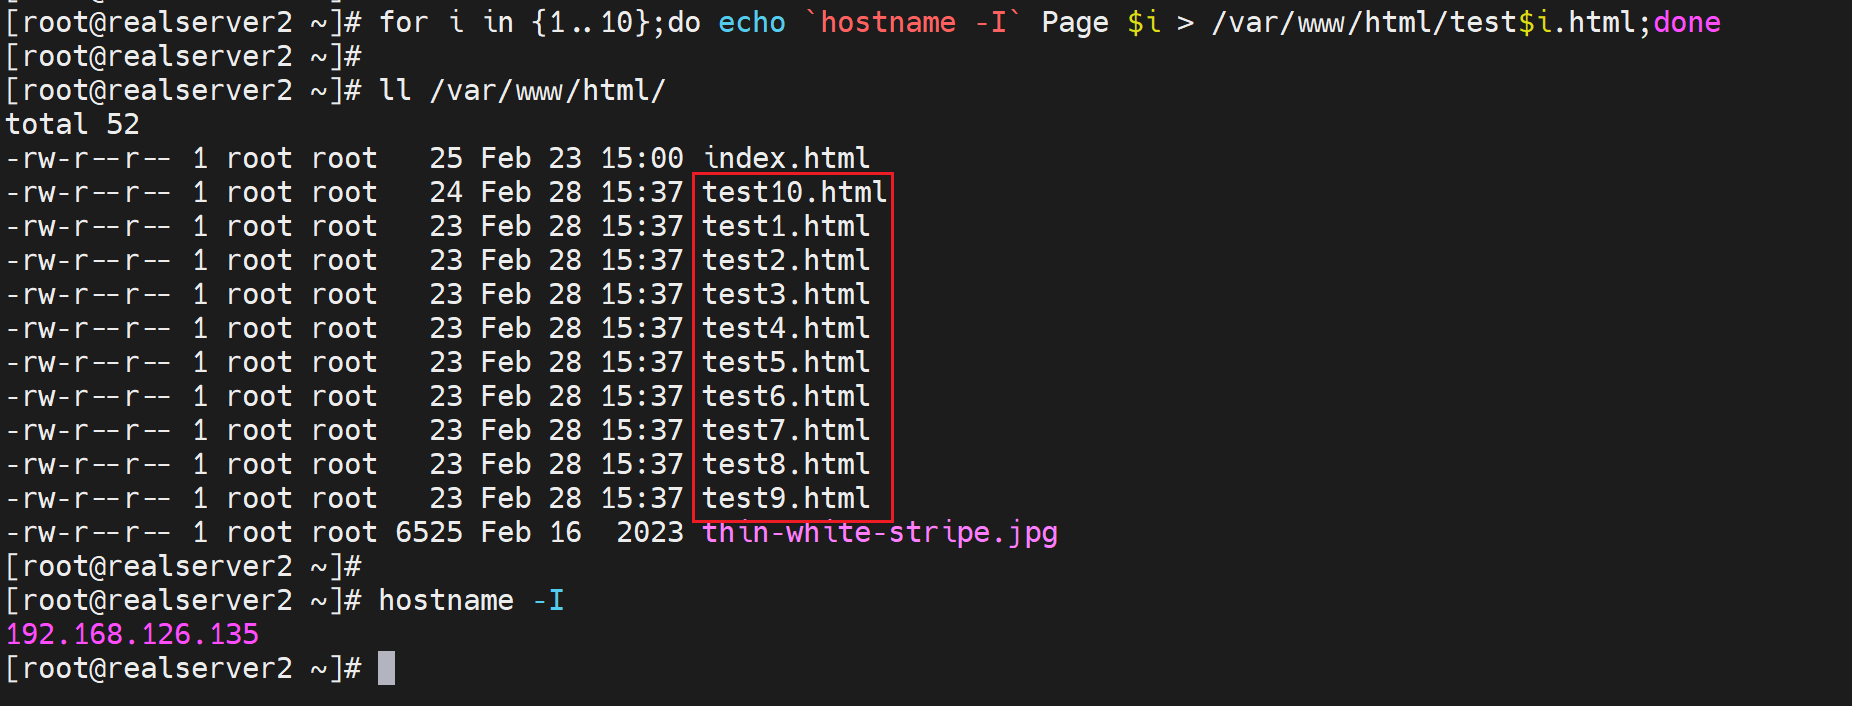 [root@realserver2 ~]# for i in {1..10};do echo `hostname -I` Page $i > /var/www/html/test$i.html;done
[root@realserver2 ~]#
[root@realserver2 ~]# ll /var/www/html/
total 52
-rw-r--r-- 1 root root   25 Feb 23 15:00 index.html
-rw-r--r-- 1 root root   24 Feb 28 15:37 test10.html
-rw-r--r-- 1 root root   23 Feb 28 15:37 test1.html
-rw-r--r-- 1 root root   23 Feb 28 15:37 test2.html
-rw-r--r-- 1 root root   23 Feb 28 15:37 test3.html
-rw-r--r-- 1 root root   23 Feb 28 15:37 test4.html
-rw-r--r-- 1 root root   23 Feb 28 15:37 test5.html
-rw-r--r-- 1 root root   23 Feb 28 15:37 test6.html
-rw-r--r-- 1 root root   23 Feb 28 15:37 test7.html
-rw-r--r-- 1 root root   23 Feb 28 15:37 test8.html
-rw-r--r-- 1 root root   23 Feb 28 15:37 test9.html
-rw-r--r-- 1 root root 6525 Feb 16  2023 thin-white-stripe.jpg
[root@realserver2 ~]#
[root@realserver2 ~]# hostname -I
192.168.126.135
[root@realserver2 ~]#